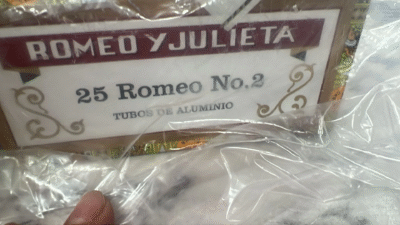 ROMEO Y JULIETA
25 Romeo No.2
TUBOS DE ALUMINIO